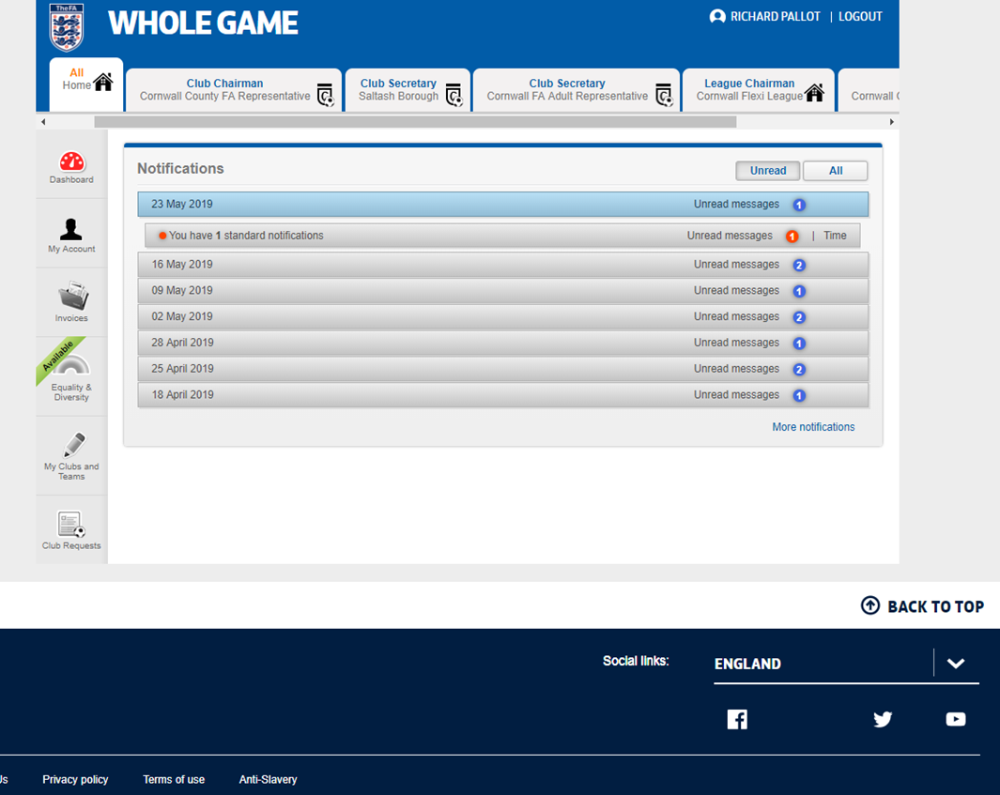 TheFA
WHOLE GAME
RICHARD PALLOT | LOGOUT
All
Home
Club Chairman
Cornwall County FA Representative
Club Secretary
Saltash Borough
Club Secretary
Cornwall FA Adult Representative
League Chairman
Cornwall Flexi League
Cornwall
Dashboard
My Account
Invoices
Available
Equality &
Diversity
My Clubs and
Teams
Club Requests
Notifications
Unread
All
23 May 2019 Unread messages 1
You have 1 standard notifications Unread messages 1 | Time
16 May 2019 Unread messages 2
09 May 2019 Unread messages 1
02 May 2019 Unread messages 2
28 April 2019 Unread messages 1
25 April 2019 Unread messages 2
18 April 2019 Unread messages 1
More notifications
BACK TO TOP
Social links:
ENGLAND
Privacy policy Terms of use Anti-Slavery